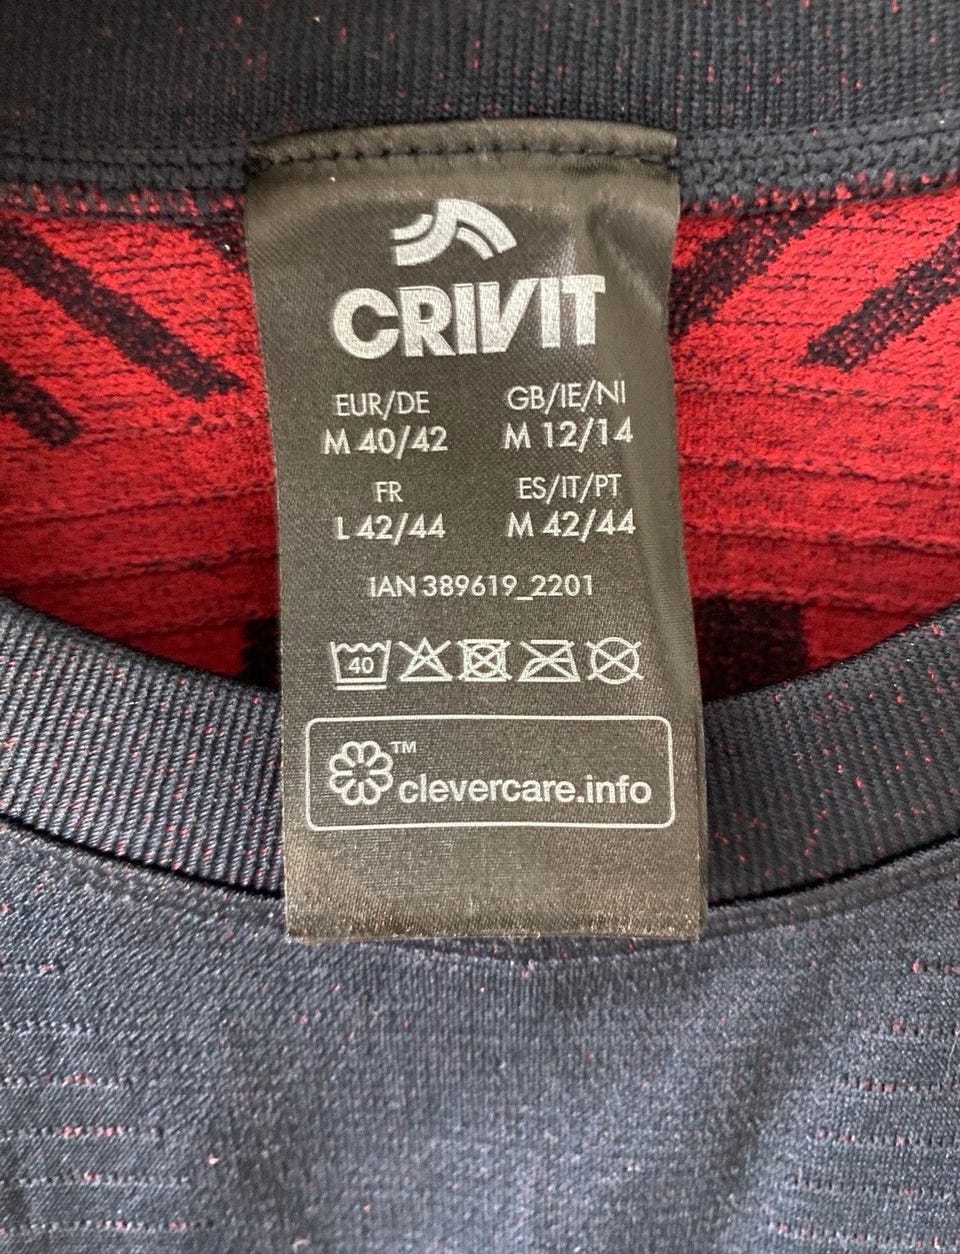 CRIVIT
EUR/DE GB/IE/NI
M 40/42 M 12/14
FR ES/IT/PT
L 42/44 M 42/44
IAN 389619_2201
40
™
clevercare.info